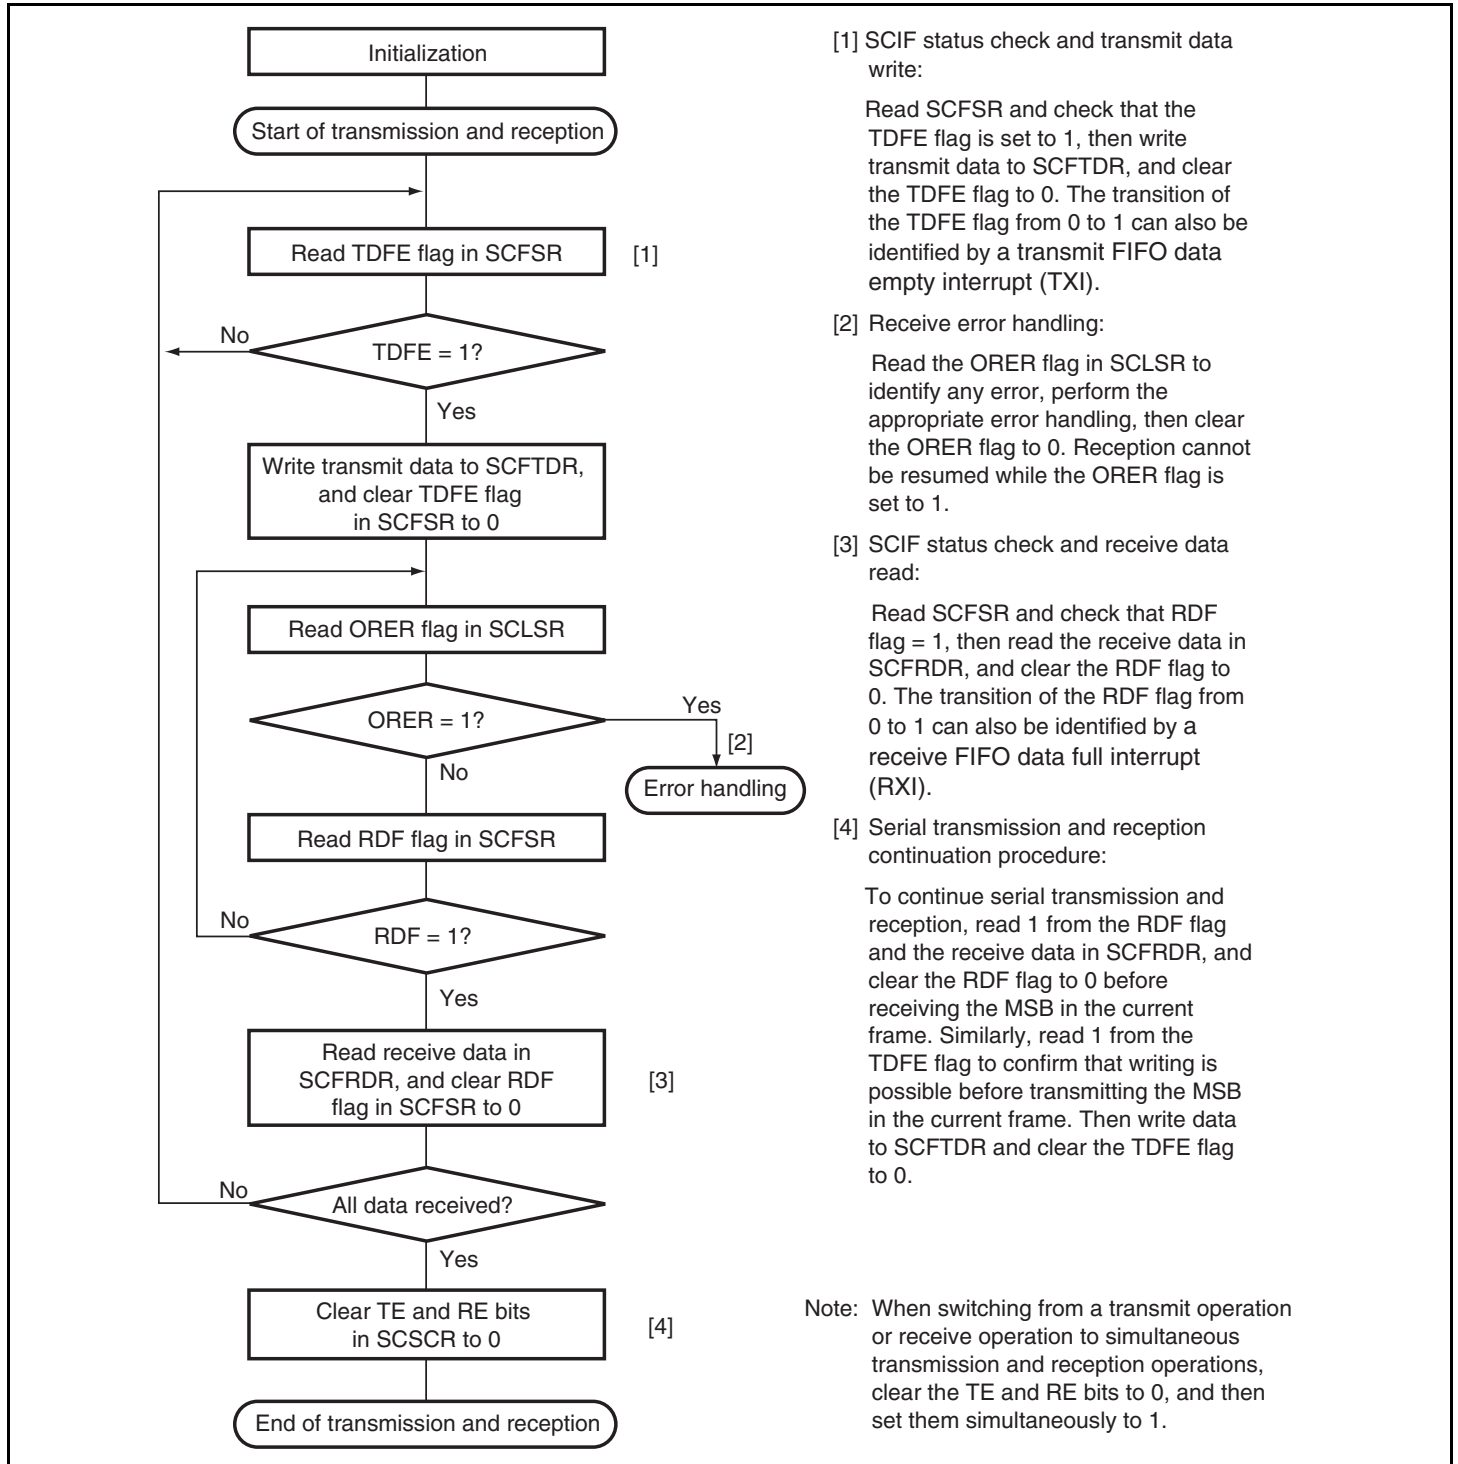 Initialization
Start of transmission and reception
Read TDFE flag in SCFSR
[1]
No
TDFE = 1?
Yes
Write transmit data to SCFTDR,
and clear TDFE flag
in SCFSR to 0
Read ORER flag in SCLSR
ORER = 1?
Yes
[2]
No
Error handling
Read RDF flag in SCFSR
No
RDF = 1?
Yes
Read receive data in
SCFRDR, and clear RDF
flag in SCFSR to 0
[3]
No
All data received?
Yes
Clear TE and RE bits
in SCSCR to 0
[4]
End of transmission and reception
[1] SCIF status check and transmit data
write:
Read SCFSR and check that the
TDFE flag is set to 1, then write
transmit data to SCFTDR, and clear
the TDFE flag to 0. The transition of
the TDFE flag from 0 to 1 can also be
identified by a transmit FIFO data
empty interrupt (TXI).
[2] Receive error handling:
Read the ORER flag in SCLSR to
identify any error, perform the
appropriate error handling, then clear
the ORER flag to 0. Reception cannot
be resumed while the ORER flag is
set to 1.
[3] SCIF status check and receive data
read:
Read SCFSR and check that RDF
flag = 1, then read the receive data in
SCFRDR, and clear the RDF flag to
0. The transition of the RDF flag from
0 to 1 can also be identified by a
receive FIFO data full interrupt
(RXI).
[4] Serial transmission and reception
continuation procedure:
To continue serial transmission and
reception, read 1 from the RDF flag
and the receive data in SCFRDR, and
clear the RDF flag to 0 before
receiving the MSB in the current
frame. Similarly, read 1 from the
TDFE flag to confirm that writing is
possible before transmitting the MSB
in the current frame. Then write data
to SCFTDR and clear the TDFE flag
to 0.
Note: When switching from a transmit operation
or receive operation to simultaneous
transmission and reception operations,
clear the TE and RE bits to 0, and then
set them simultaneously to 1.